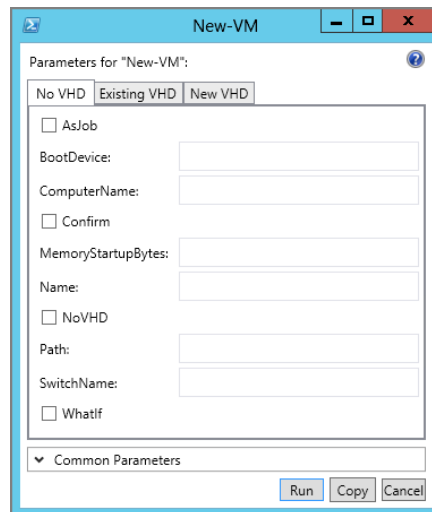 New-VM
Parameters for "New-VM":
No VHD Existing VHD New VHD
AsJob
BootDevice:
ComputerName:
Confirm
MemoryStartupBytes:
Name:
NoVHD
Path:
SwitchName:
WhatIf
Common Parameters
Run Copy Cancel